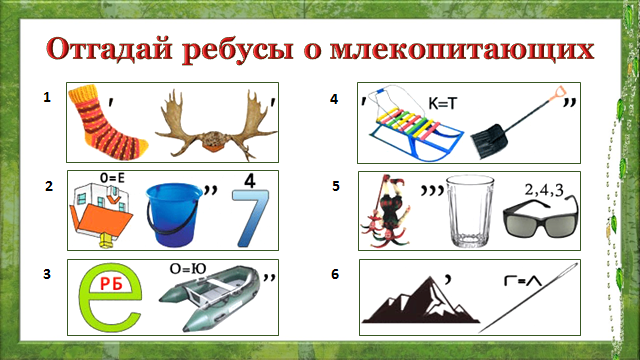 Отгадай ребусы о млекопитающих
1
,
,
2
О=Е
,,
4
7
3
е
РБ
О=Ю
,,
4
,
К=Т
,,
5
,,,
2,4,3
6
,
Г=Л